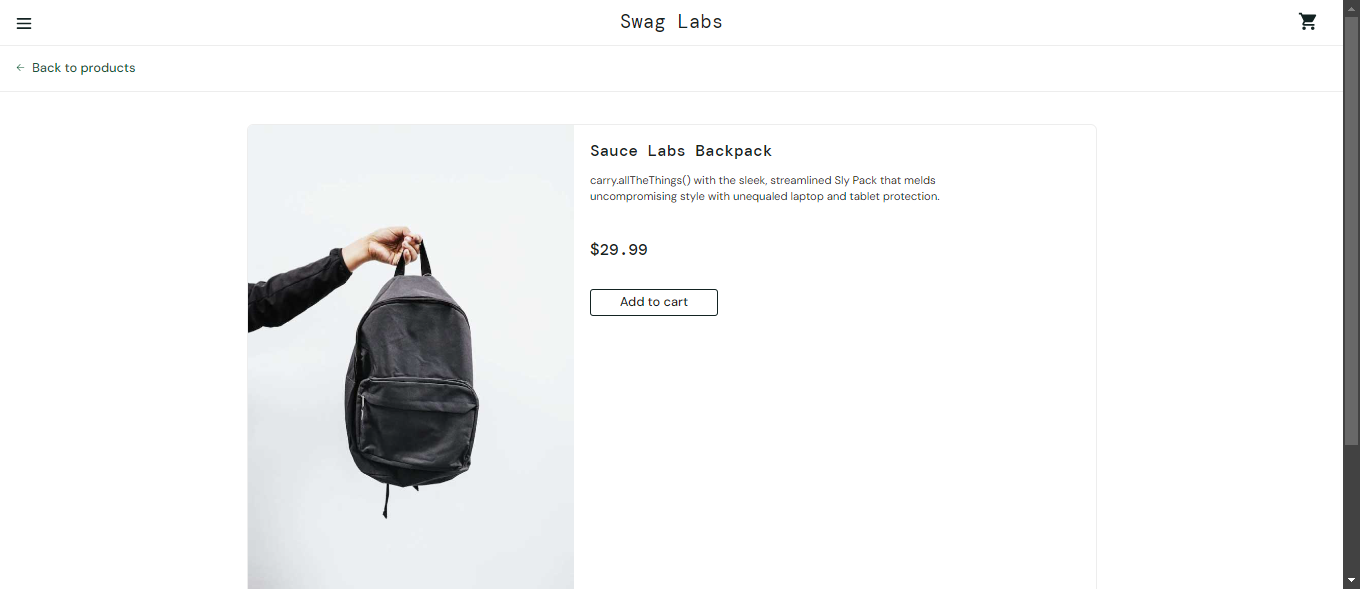 Swag Labs
Back to products
Sauce Labs Backpack
carry.allTheThings() with the sleek, streamlined Sly Pack that melds
uncompromising style with unequaled laptop and tablet protection.
$29.99
Add to cart